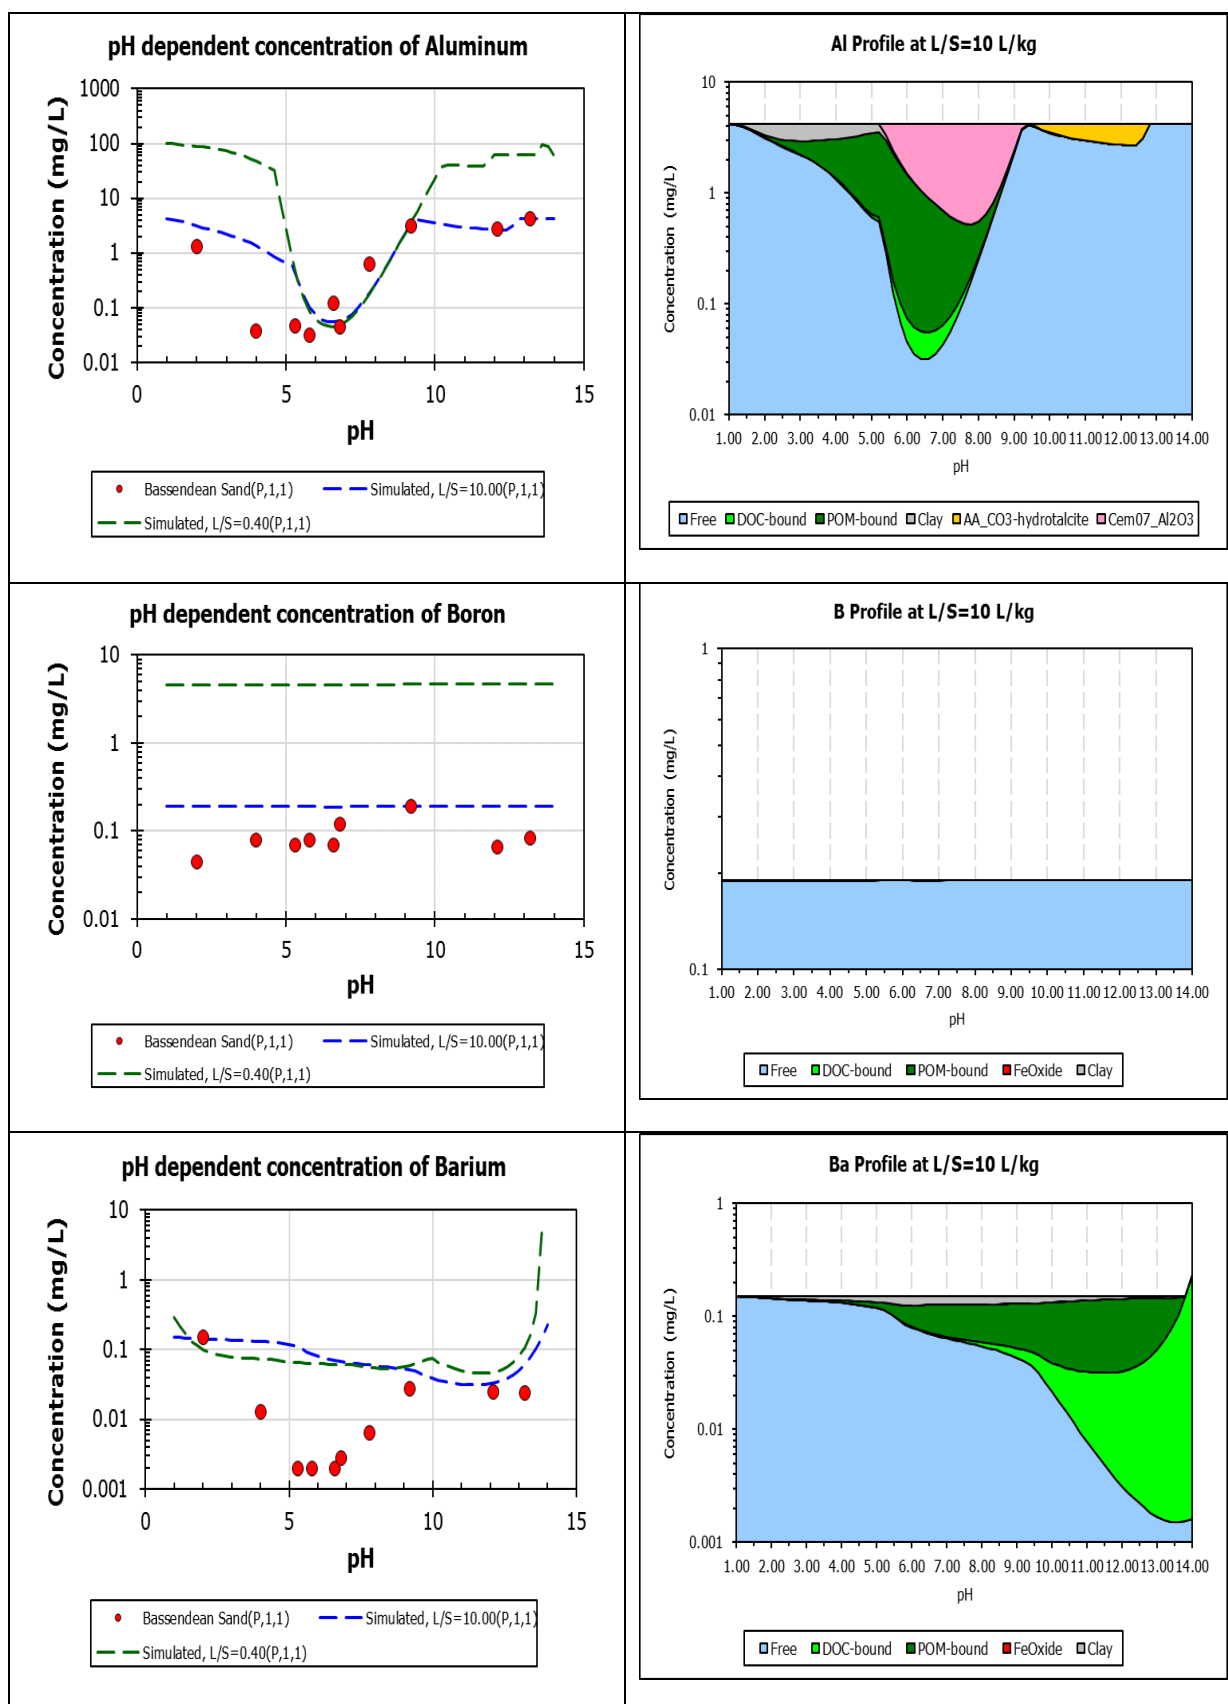 pH dependent concentration of Aluminum
Concentration (mg/L)
1000
100
10
1
0.1
0.01
0 5 10 15
pH
Bassendean Sand(P,1,1) Simulated, L/S=10.00(P,1,1)
Simulated, L/S=0.40(P,1,1)
Al Profile at L/S=10 L/kg
Concentration (mg/L)
10
1
0.1
0.01
1.00 2.00 3.00 4.00 5.00 6.00 7.00 8.00 9.00 10.00 11.00 12.00 13.00 14.00
pH
Free DOC-bound POM-bound Clay AA_CO3-hydrotalcite Cem07_Al2O3
pH dependent concentration of Boron
Concentration (mg/L)
10
1
0.1
0.01
0 5 10 15
pH
Bassendean Sand(P,1,1) Simulated, L/S=10.00(P,1,1)
Simulated, L/S=0.40(P,1,1)
B Profile at L/S=10 L/kg
Concentration (mg/L)
1
0.1
1.00 2.00 3.00 4.00 5.00 6.00 7.00 8.00 9.00 10.00 11.00 12.00 13.00 14.00
pH
Free DOC-bound POM-bound FeOxide Clay
pH dependent concentration of Barium
Concentration (mg/L)
10
1
0.1
0.01
0.001
0 5 10 15
pH
Bassendean Sand(P,1,1) Simulated, L/S=10.00(P,1,1)
Simulated, L/S=0.40(P,1,1)
Ba Profile at L/S=10 L/kg
Concentration (mg/L)
1
0.1
0.01
0.001
1.00 2.00 3.00 4.00 5.00 6.00 7.00 8.00 9.00 10.00 11.00 12.00 13.00 14.00
pH
Free DOC-bound POM-bound FeOxide Clay